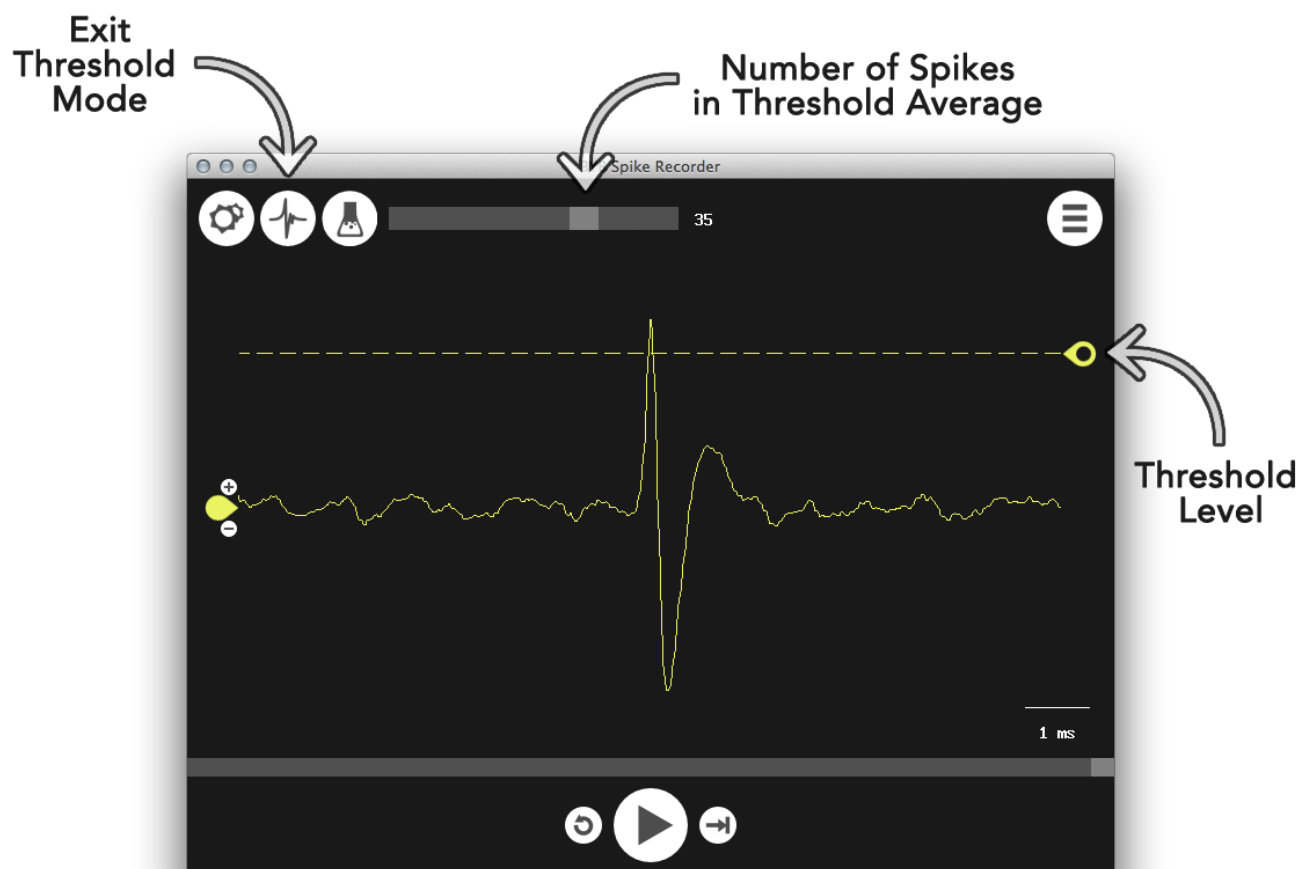 Exit
Threshold
Mode
Number of Spikes
in Threshold Average
Spike Recorder
35
Threshold
Level
1 ms